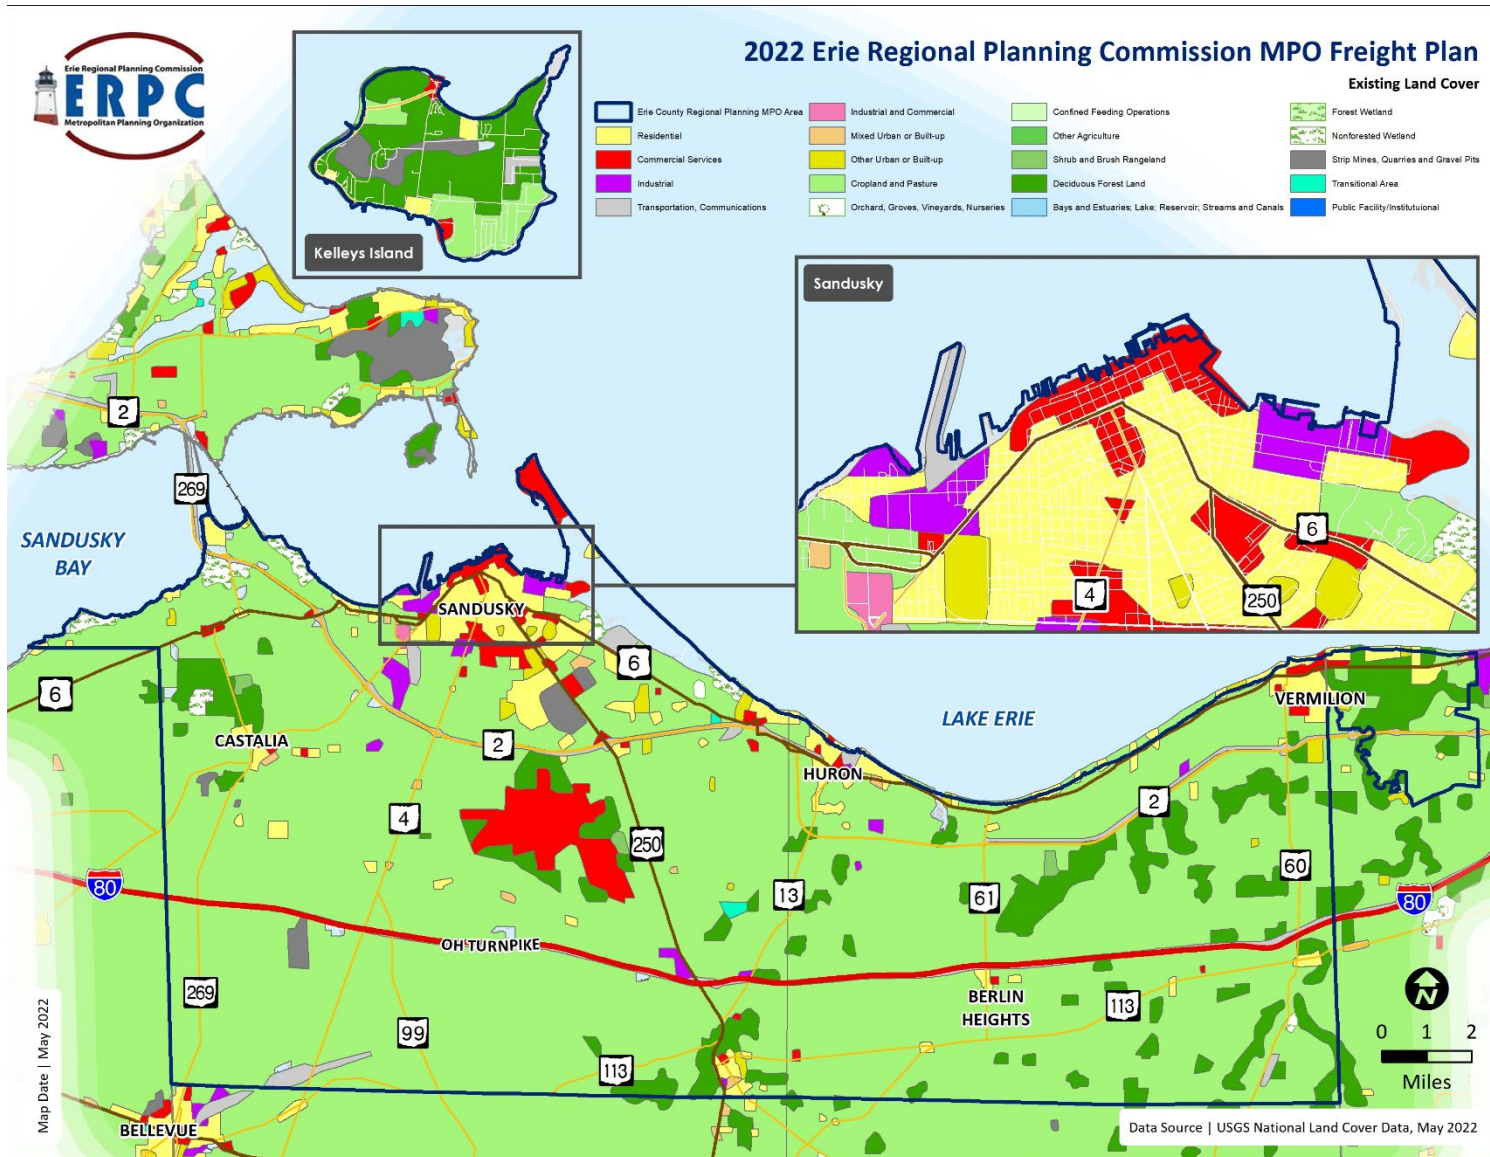 Erie Regional Planning Commission
ERPC
Metropolitan Planning Organization
2022 Erie Regional Planning Commission MPO Freight Plan
Existing Land Cover
Erie County Regional Planning MPO Area
Residential
Commercial Services
Industrial
Transportation, Communications
Industrial and Commercial
Mixed Urban or Built-up
Other Urban or Built-up
Cropland and Pasture
Orchard, Groves, Vineyards, Nurseries
Confined Feeding Operations
Other Agriculture
Shrub and Brush Rangeland
Deciduous Forest Land
Bays and Estuaries; Lake; Reservoir; Streams and Canals
Forest Wetland
Nonforested Wetland
Strip Mines, Quarries and Gravel Pits
Transitional Area
Public Facility/Institutuional
Kelleys Island
Sandusky
6
4
250
2
269
SANDUSKY
BAY
SANDUSKY
6
6
CASTALIA
2
LAKE ERIE
VERMILION
HURON
2
4
250
60
80
13
61
80
OH TURNPIKE
269
BERLIN
HEIGHTS
113
99
113
BELLEVUE
N
0 1 2
Miles
Map Date | May 2022
Data Source | USGS National Land Cover Data, May 2022